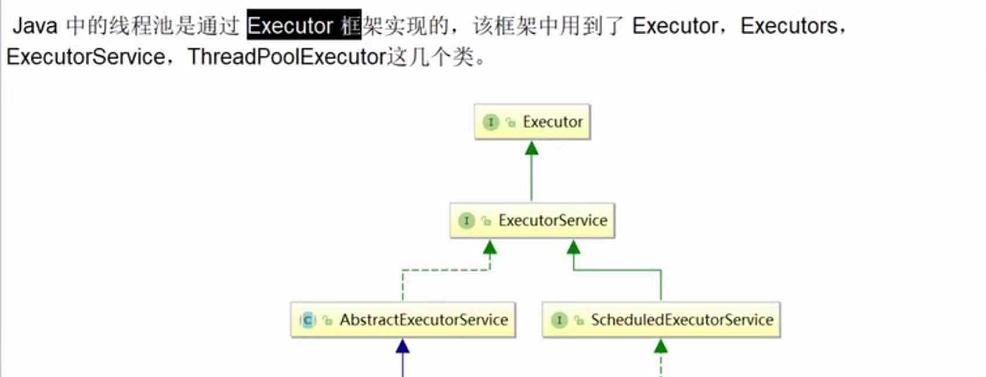 Java 中的线程池是通过 Executor 框架实现的，该框架中用到了 Executor，Executors，
ExecutorService，ThreadPoolExecutor这几个类。
I Executor
I ExecutorService
C AbstractExecutorService
I ScheduledExecutorService